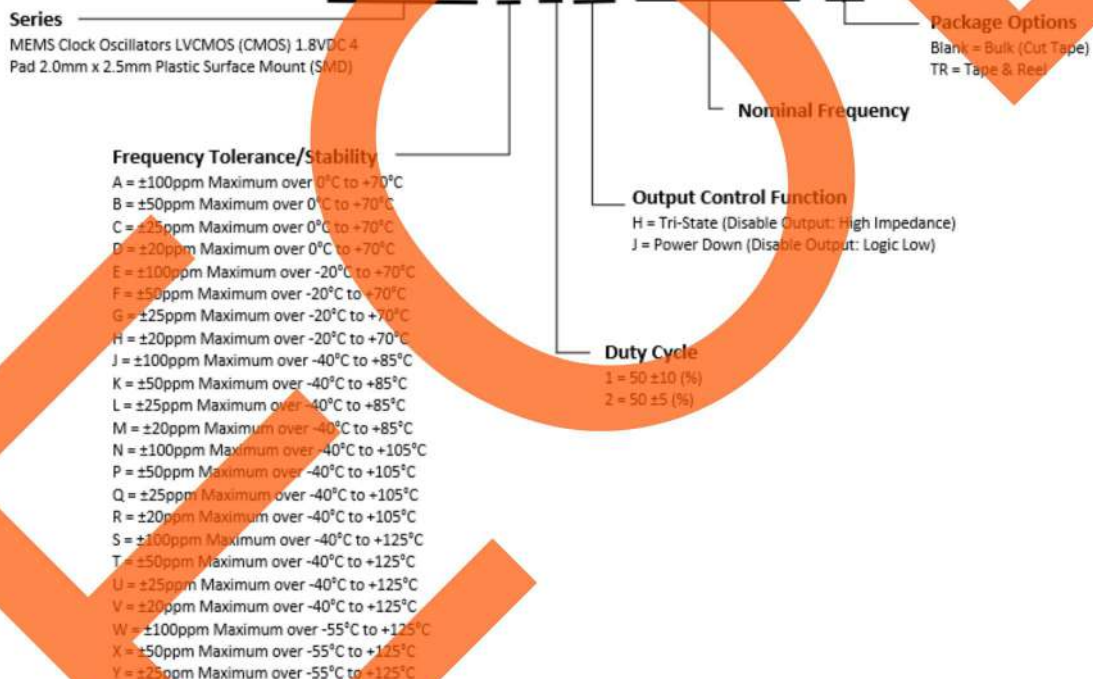 Series
MEMS Clock Oscillators LVCMOS (CMOS) 1.8VDC 4
Pad 2.0mm x 2.5mm Plastic Surface Mount (SMD)
Package Options
Blank = Bulk (Cut Tape)
TR = Tape & Reel
Nominal Frequency
Frequency Tolerance/Stability
A = ±100ppm Maximum over 0°C to +70°C
B = ±50ppm Maximum over 0°C to +70°C
C = ±25ppm Maximum over 0°C to +70°C
D = ±20ppm Maximum over 0°C to +70°C
E = ±100ppm Maximum over -20°C to +70°C
F = ±50ppm Maximum over -20°C to +70°C
G = ±25ppm Maximum over -20°C to +70°C
H = ±20ppm Maximum over -20°C to +70°C
J = ±100ppm Maximum over -40°C to +85°C
K = ±50ppm Maximum over -40°C to +85°C
L = ±25ppm Maximum over -40°C to +85°C
M = ±20ppm Maximum over -40°C to +85°C
N = ±100ppm Maximum over -40°C to +105°C
P = ±50ppm Maximum over -40°C to +105°C
Q = ±25ppm Maximum over -40°C to +105°C
R = ±20ppm Maximum over -40°C to +105°C
S = ±100ppm Maximum over -40°C to +125°C
T = ±50ppm Maximum over -40°C to +125°C
U = ±25ppm Maximum over -40°C to +125°C
V = ±20ppm Maximum over -40°C to +125°C
W = ±100ppm Maximum over -55°C to +125°C
X = ±50ppm Maximum over -55°C to +125°C
Y = ±25ppm Maximum over -55°C to +125°C
Output Control Function
H = Tri-State (Disable Output: High Impedance)
J = Power Down (Disable Output: Logic Low)
Duty Cycle
1 = 50 ±10 (%)
2 = 50 ±5 (%)